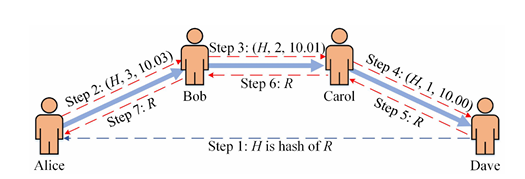 Step 3: (H, 2, 10.01)
Step 2: (H, 3, 10.03)
Bob
Carol
Step 4: (H, 1, 10.00)
Step 6: R
Step 7: R
Step 5: R
Step 1: H is hash of R
Alice
Dave